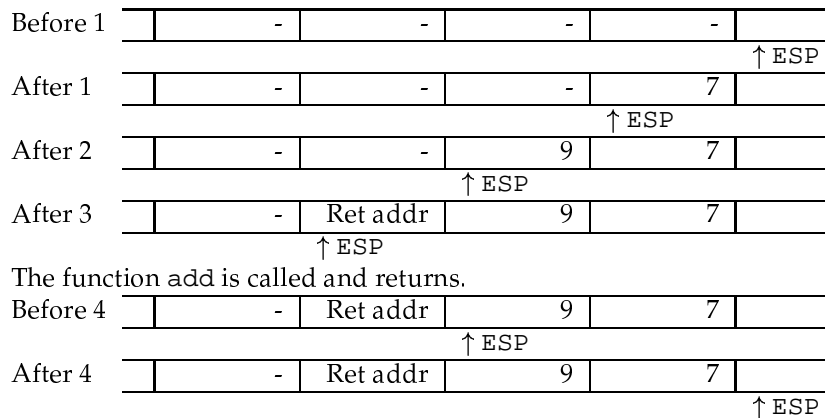 Before 1 - - - -
↑ ESP
After 1 - - - 7
↑ ESP
After 2 - - 9 7
↑ ESP
After 3 - Ret addr 9 7
↑ ESP
The function add is called and returns.
Before 4 - Ret addr 9 7
↑ ESP
After 4 - Ret addr 9 7
↑ ESP